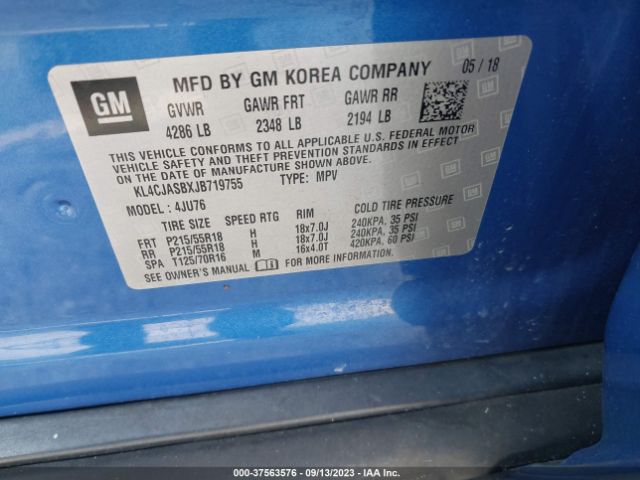 GM
MFD BY GM KOREA COMPANY 05 / 18
GVWR GAWR FRT GAWR RR
4286 LB 2348 LB 2194 LB
THIS VEHICLE CONFORMS TO ALL APPLICABLE U.S. FEDERAL MOTOR
VEHICLE SAFETY AND THEFT PREVENTION STANDARDS IN EFFECT
ON THE DATE OF MANUFACTURE SHOWN ABOVE.
KL4CJASBXJB719755 TYPE: MPV
MODEL: 4JU76
TIRE SIZE SPEED RTG RIM COLD TIRE PRESSURE
FRT P215/55R18 H 18x7.0J 240KPA, 35 PSI
RR P215/55R18 H 18x7.0J 240KPA, 35 PSI
SPA T125/70R16 M 16x4.0T 420KPA, 60 PSI
SEE OWNER'S MANUAL FOR MORE INFORMATION.
000-37563576 - 09/13/2023 - IAA Inc.